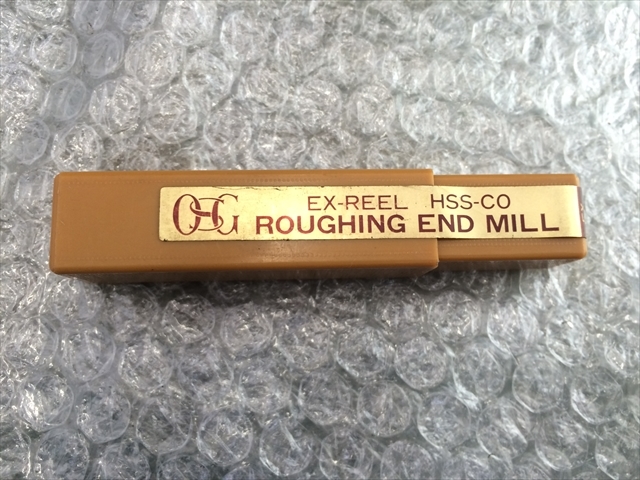 OSG
EX-REEL HSS-CO
ROUGHING END MILL